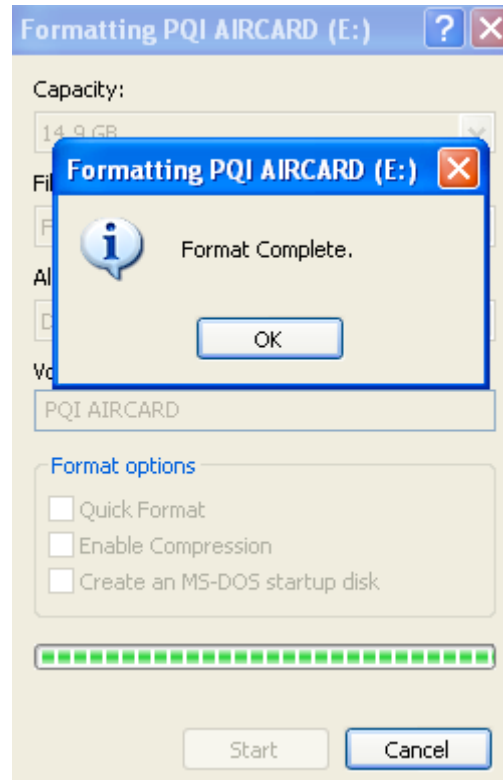 Formatting PQI AIRCARD (E:)
Capacity:
14.9 GB
Formatting PQI AIRCARD (E:)
Format Complete.
OK
PQI AIRCARD
Format options
Quick Format
Enable Compression
Create an MS-DOS startup disk
Start
Cancel